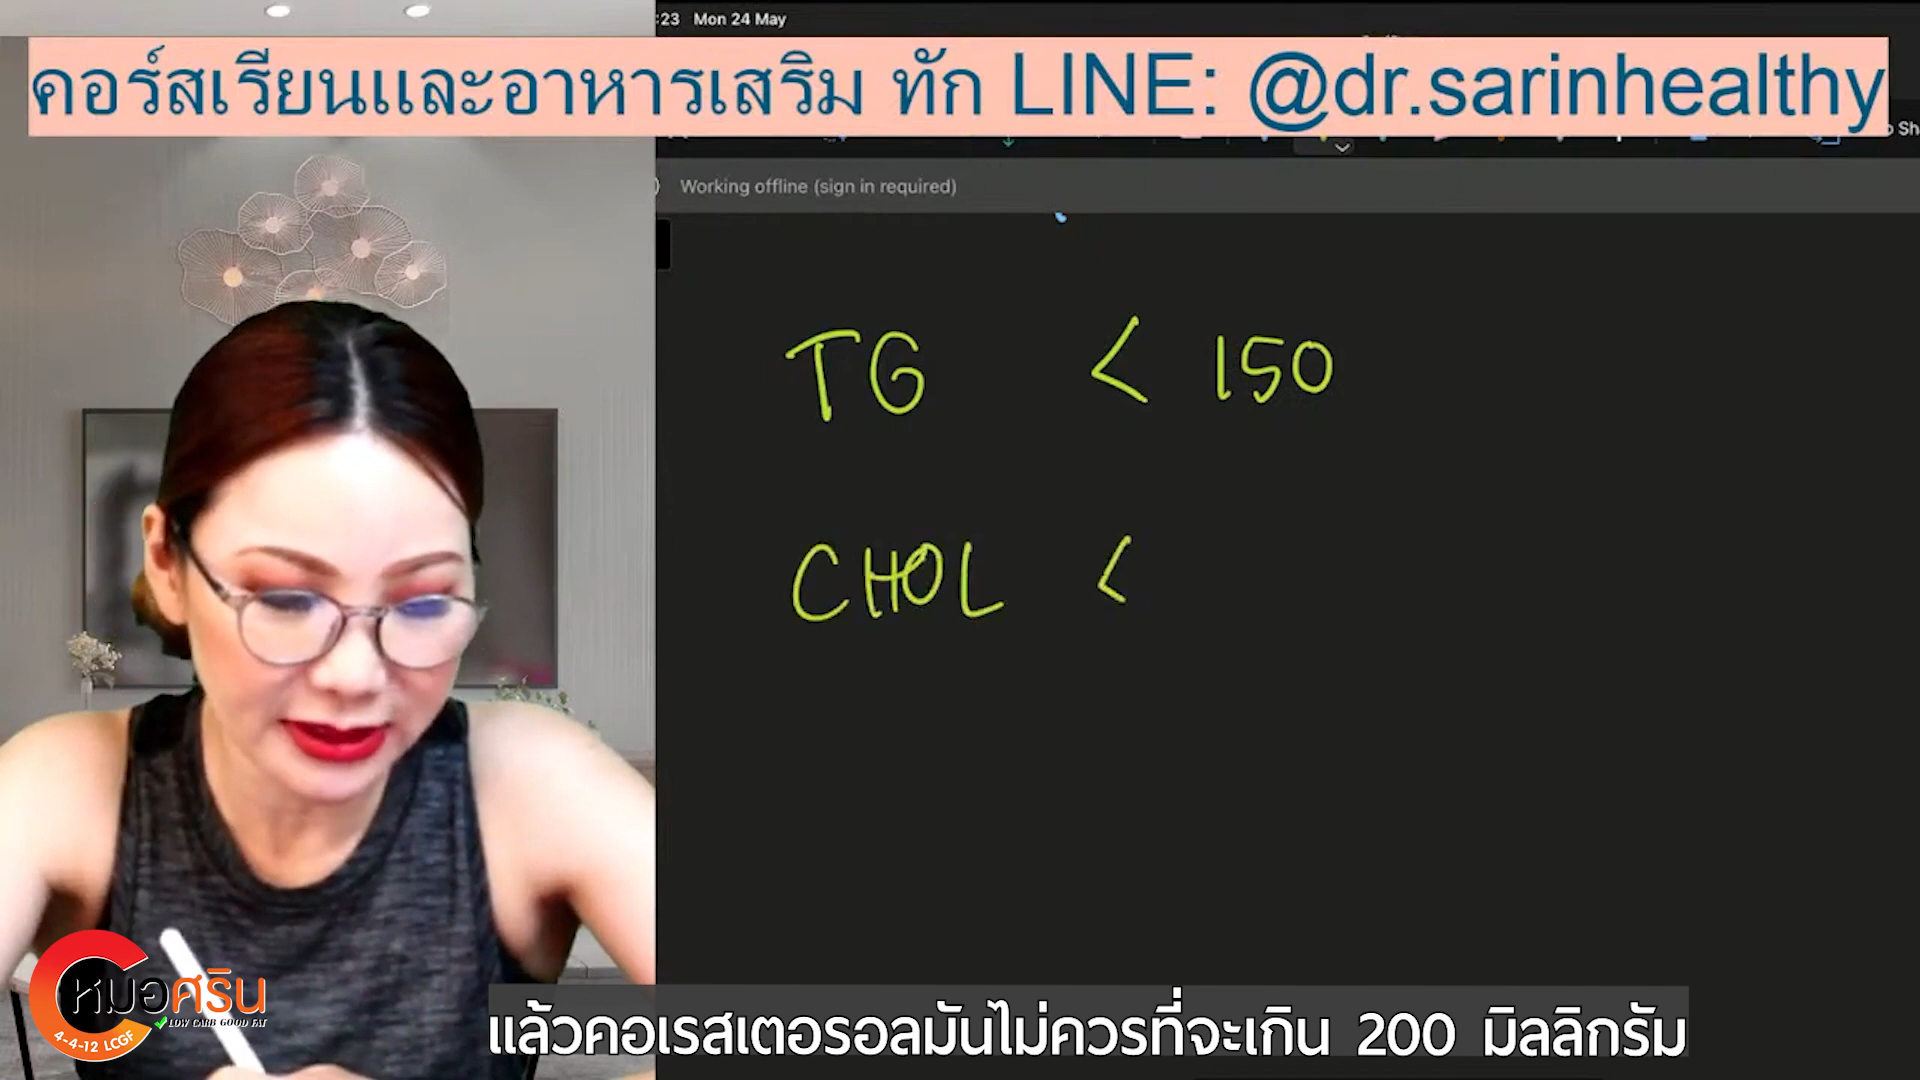 :23 Mon 24 May
คอร์สเรียนและอาหารเสริม ทัก LINE: @dr.sarinhealthy
Working offline (sign in required)
TG < 150
CHOL <
หมอศริน
LOW CARB GOOD FAT
4-4-12 LCGF
แล้วคอเรสเตอรอลมันไม่ควรที่จะเกิน 200 มิลลิกรัม